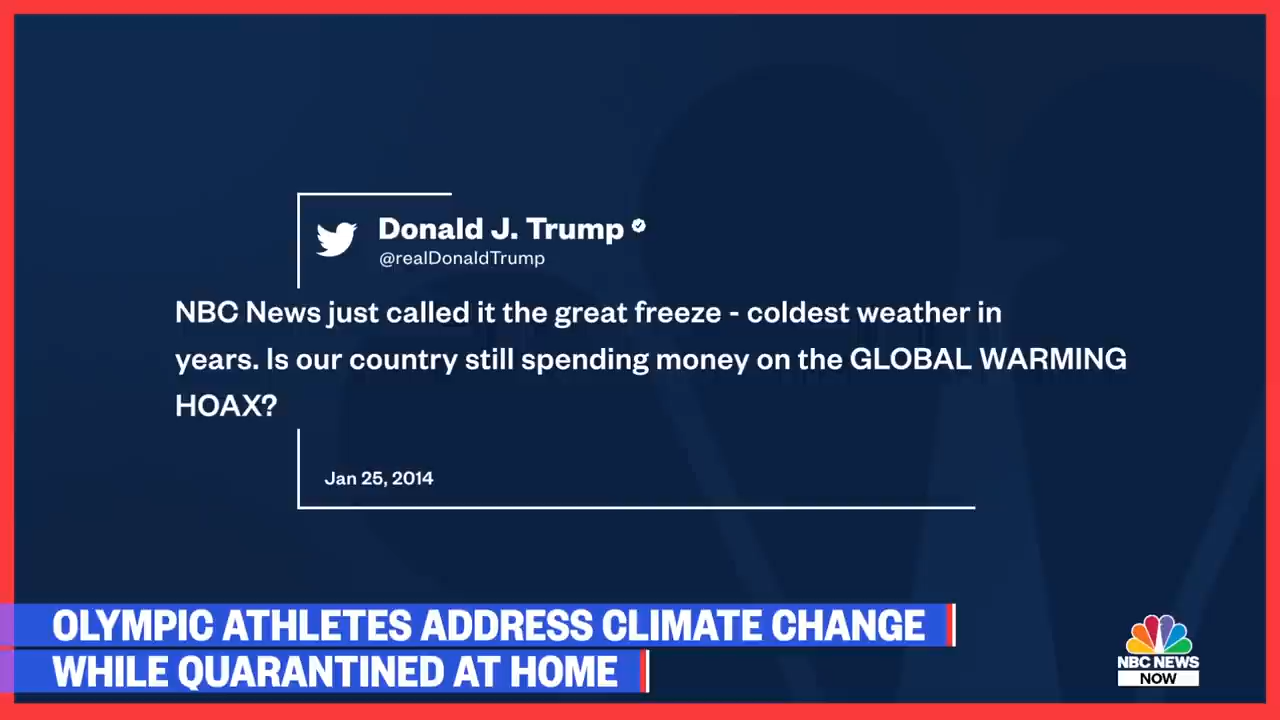 Donald J. Trump
@realDonaldTrump
NBC News just called it the great freeze - coldest weather in
years. Is our country still spending money on the GLOBAL WARMING
HOAX?
Jan 25, 2014
OLYMPIC ATHLETES ADDRESS CLIMATE CHANGE
WHILE QUARANTINED AT HOME
NBC NEWS
NOW